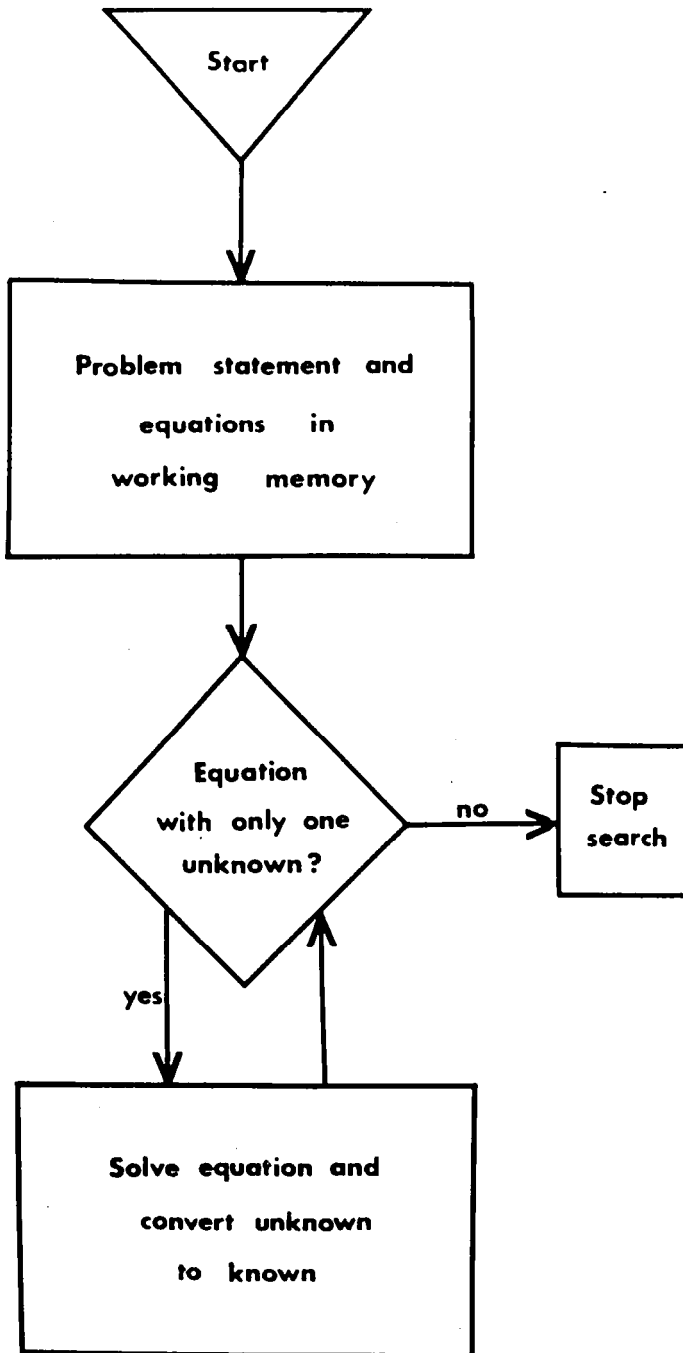 Start
Problem statement and
equations in
working memory
Equation
with only one
unknown?
no
Stop
search
yes
Solve equation and
convert unknown
to known